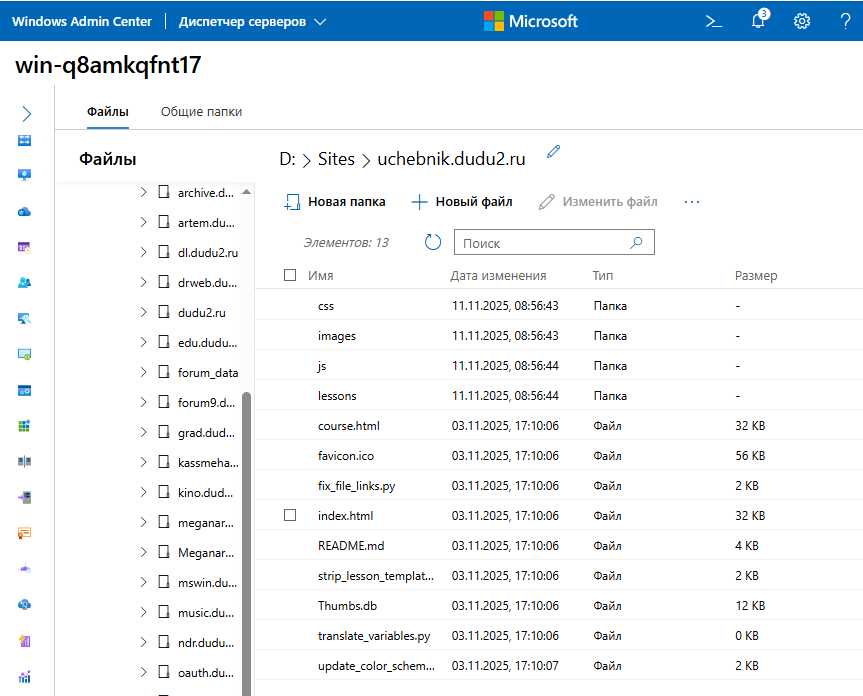 Windows Admin Center Диспетчер серверов Microsoft 3
win-q8amkqfnt17
Файлы Общие папки
Файлы
D: Sites uchebnik.dudu2.ru
archive.d...
artem.du...
dl.dudu2.ru
drweb.du...
dudu2.ru
edu.dudu...
forum_data
forum9.d...
grad.dud...
kassmeha...
kino.dud...
meganar...
Meganar...
mswin.du...
music.du...
ndr.dudu...
oauth.du...
Новая папка Новый файл Изменить файл ...
Элементов: 13 Поиск
Имя Дата изменения Тип Размер
css 11.11.2025, 08:56:43 Папка -
images 11.11.2025, 08:56:43 Папка -
js 11.11.2025, 08:56:44 Папка -
lessons 11.11.2025, 08:56:44 Папка -
course.html 03.11.2025, 17:10:06 Файл 32 KB
favicon.ico 03.11.2025, 17:10:06 Файл 56 KB
fix_file_links.py 03.11.2025, 17:10:06 Файл 2 KB
index.html 03.11.2025, 17:10:06 Файл 32 KB
README.md 03.11.2025, 17:10:06 Файл 4 KB
strip_lesson_templat... 03.11.2025, 17:10:06 Файл 2 KB
Thumbs.db 03.11.2025, 17:10:06 Файл 12 KB
translate_variables.py 03.11.2025, 17:10:06 Файл 0 KB
update_color_schem... 03.11.2025, 17:10:07 Файл 2 KB